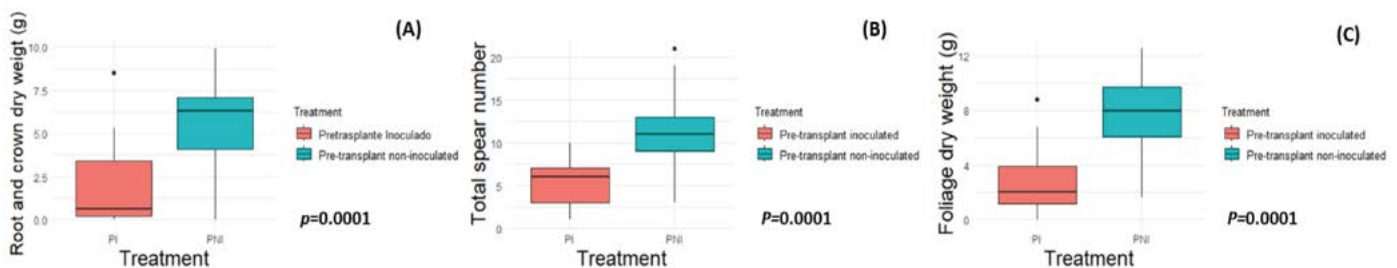 (A)
Root and crown dry weigt (g)
10.0
7.5
5.0
2.5
0.0
PI
PNI
Treatment
Treatment
Pretrasplante Inoculado
Pre-transplant non-inoculated
p=0.0001
(B)
Total spear number
20
15
10
5
0
PI
PNI
Treatment
Treatment
Pre-transplant inoculated
Pre-transplant non-inoculated
P=0.0001
(C)
Foliage dry weight (g)
12
8
4
0
PI
PNI
Treatment
Treatment
Pre-transplant inoculated
Pre-transplant non-inoculated
P=0.0001